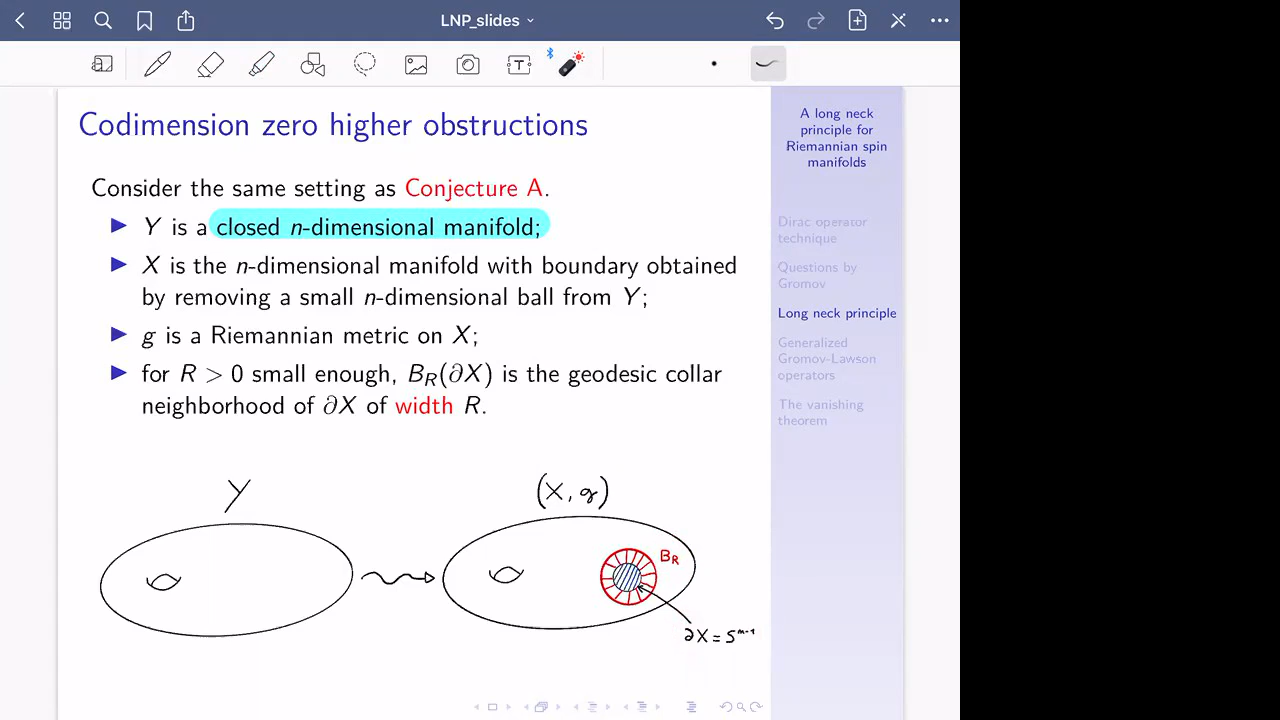 LNP_slides
Codimension zero higher obstructions
Consider the same setting as Conjecture A.
Y is a closed n-dimensional manifold;
X is the n-dimensional manifold with boundary obtained
by removing a small n-dimensional ball from Y;
g is a Riemannian metric on X;
for R > 0 small enough, B_R(∂X) is the geodesic collar
neighborhood of ∂X of width R.
Y
(X, g)
B_R
∂X = S^{n-1}
A long neck
principle for
Riemannian spin
manifolds
Dirac operator
technique
Questions by
Gromov
Long neck principle
Generalized
Gromov-Lawson
operators
The vanishing
theorem